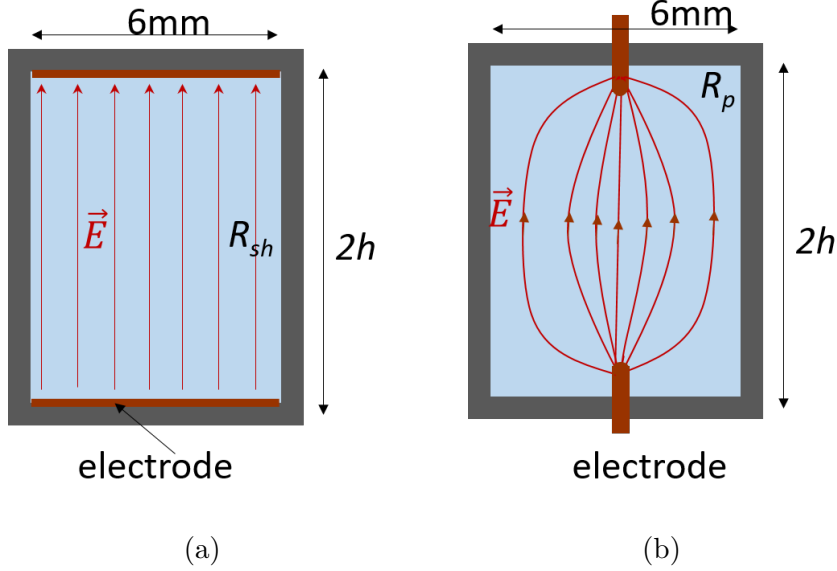 6mm
E⃗
R_sh
2h
electrode
(a)
6mm
R_p
E⃗
2h
electrode
(b)